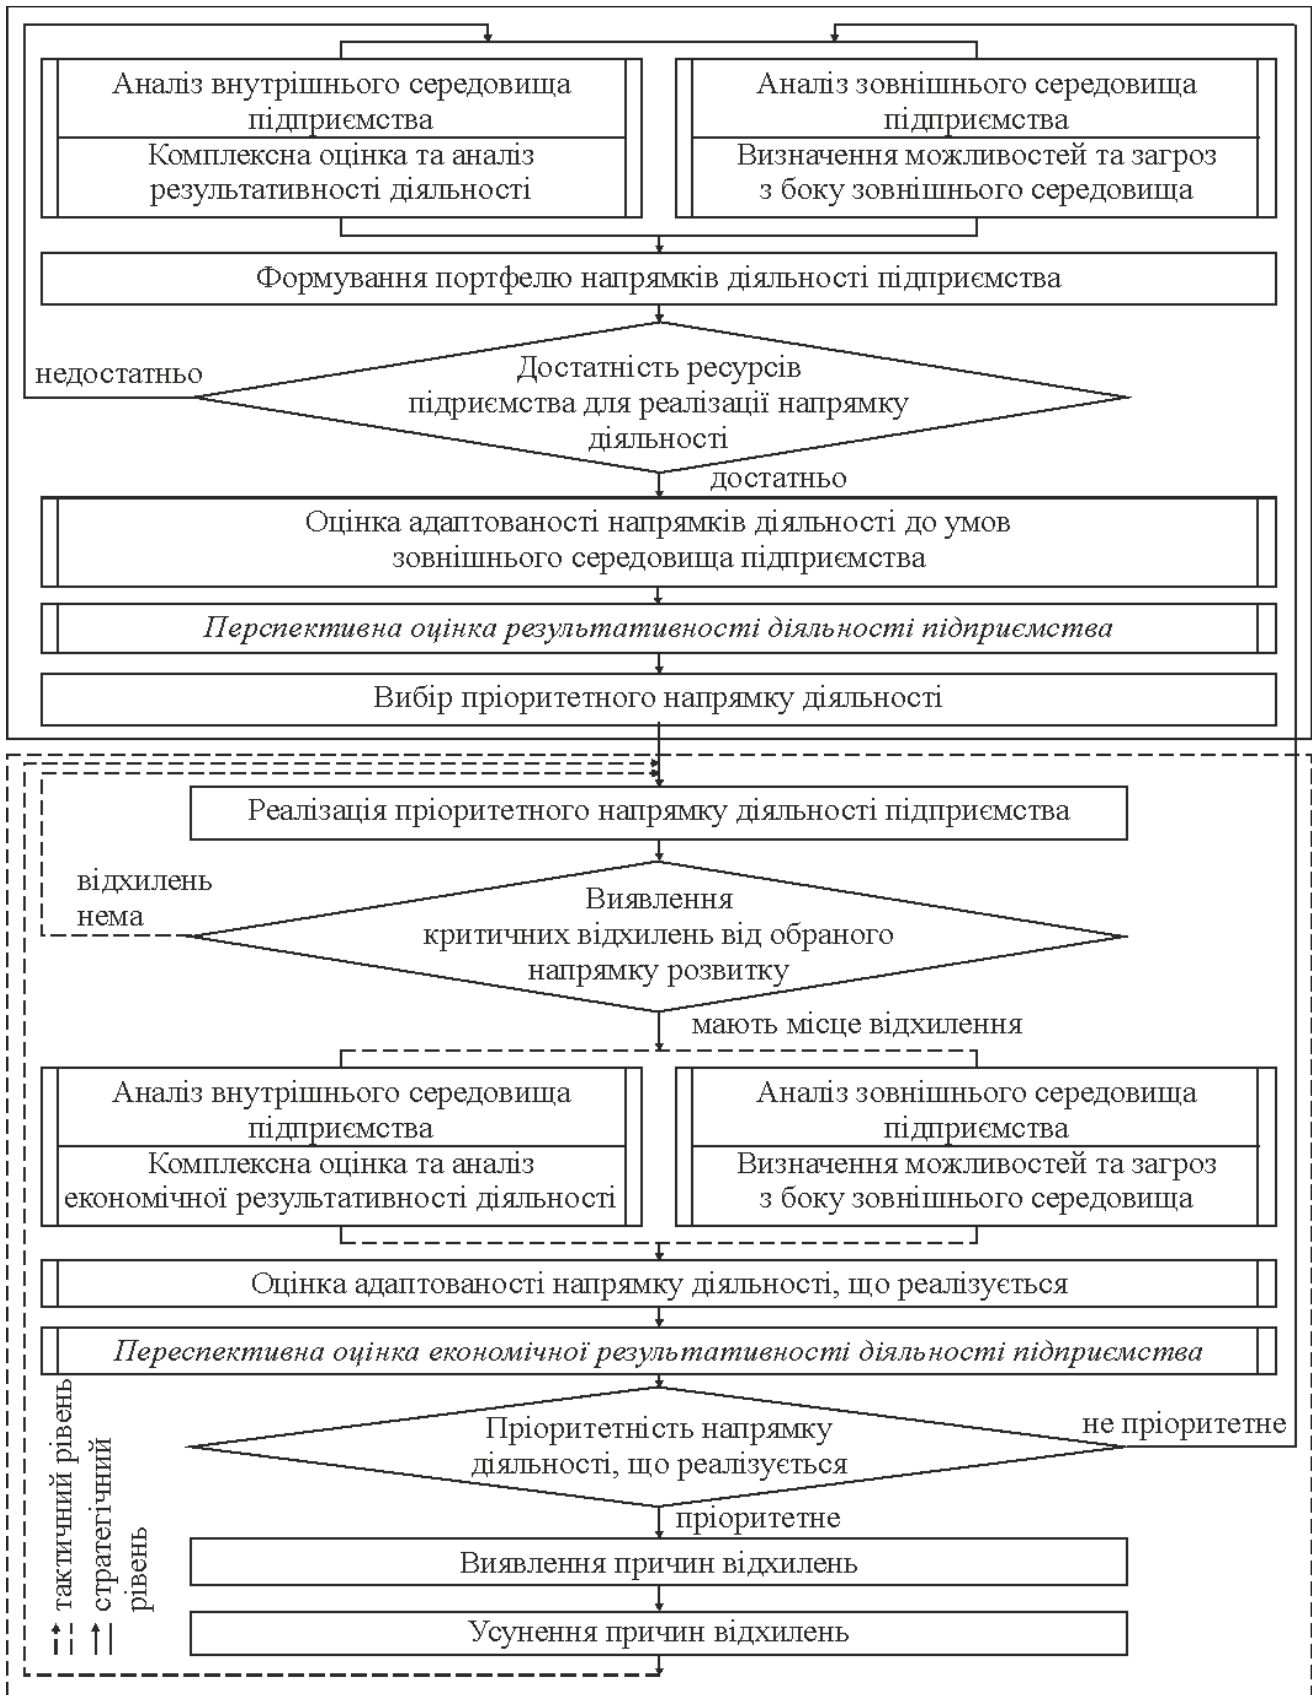 Аналіз внутрішнього середовища
підприємства
Комплексна оцінка та аналіз
результативності діяльності
Аналіз зовнішнього середовища
підприємства
Визначення можливостей та загроз
з боку зовнішнього середовища
Формування портфелю напрямків діяльності підприємства
недостатньо
Достатність ресурсів
підриємства для реалізації напрямку
діяльності
достатньо
Оцінка адаптованості напрямків діяльності до умов
зовнішнього середовища підприємства
Перспективна оцінка результативності діяльності підприємства
Вибір пріоритетного напрямку діяльності
Реалізація пріоритетного напрямку діяльності підприємства
відхилень
нема
Виявлення
критичних відхилень від обраного
напрямку розвитку
мають місце відхилення
Аналіз внутрішнього середовища
підприємства
Комплексна оцінка та аналіз
економічної результативності діяльності
Аналіз зовнішнього середовища
підприємства
Визначення можливостей та загроз
з боку зовнішнього середовища
Оцінка адаптованості напрямку діяльності, що реалізується
Переспективна оцінка економічної результативності діяльності підприємства
Пріоритетність напрямку
діяльності, що реалізується
не пріоритетне
пріоритетне
Виявлення причин відхилень
Усунення причин відхилень
тактичний рівень
стратегічний
рівень